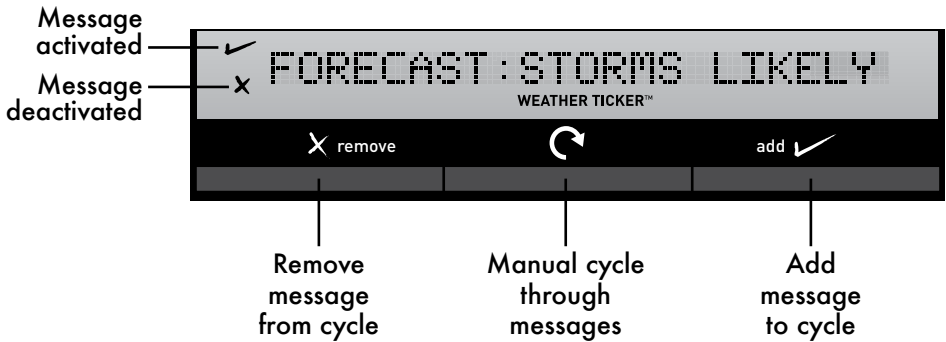 Message
activated
Message
deactivated
FORECAST:STORMS LIKELY
WEATHER TICKER™
remove
add
Remove
message
from cycle
Manual cycle
through
messages
Add
message
to cycle